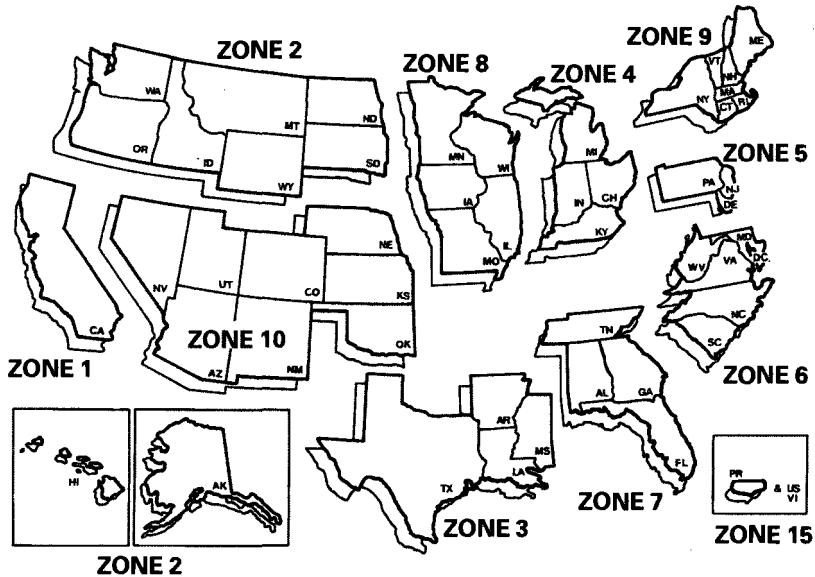 ZONE 2
WA
OR
ID
MT
WY
ND
SD
ZONE 8
MN
WI
IA
IL
MO
ZONE 4
MI
IN
OH
KY
ZONE 9
ME
VT
NH
NY
MA
CT
RI
ZONE 5
PA
NJ
DE
ZONE 1
CA
NV
UT
CO
AZ
NM
NE
KS
OK
ZONE 10
WV
VA
MD
DC
NC
SC
ZONE 6
TN
AL
GA
FL
ZONE 7
TX
AR
LA
MS
ZONE 3
HI
AK
ZONE 2
PR
& US
VI
ZONE 15